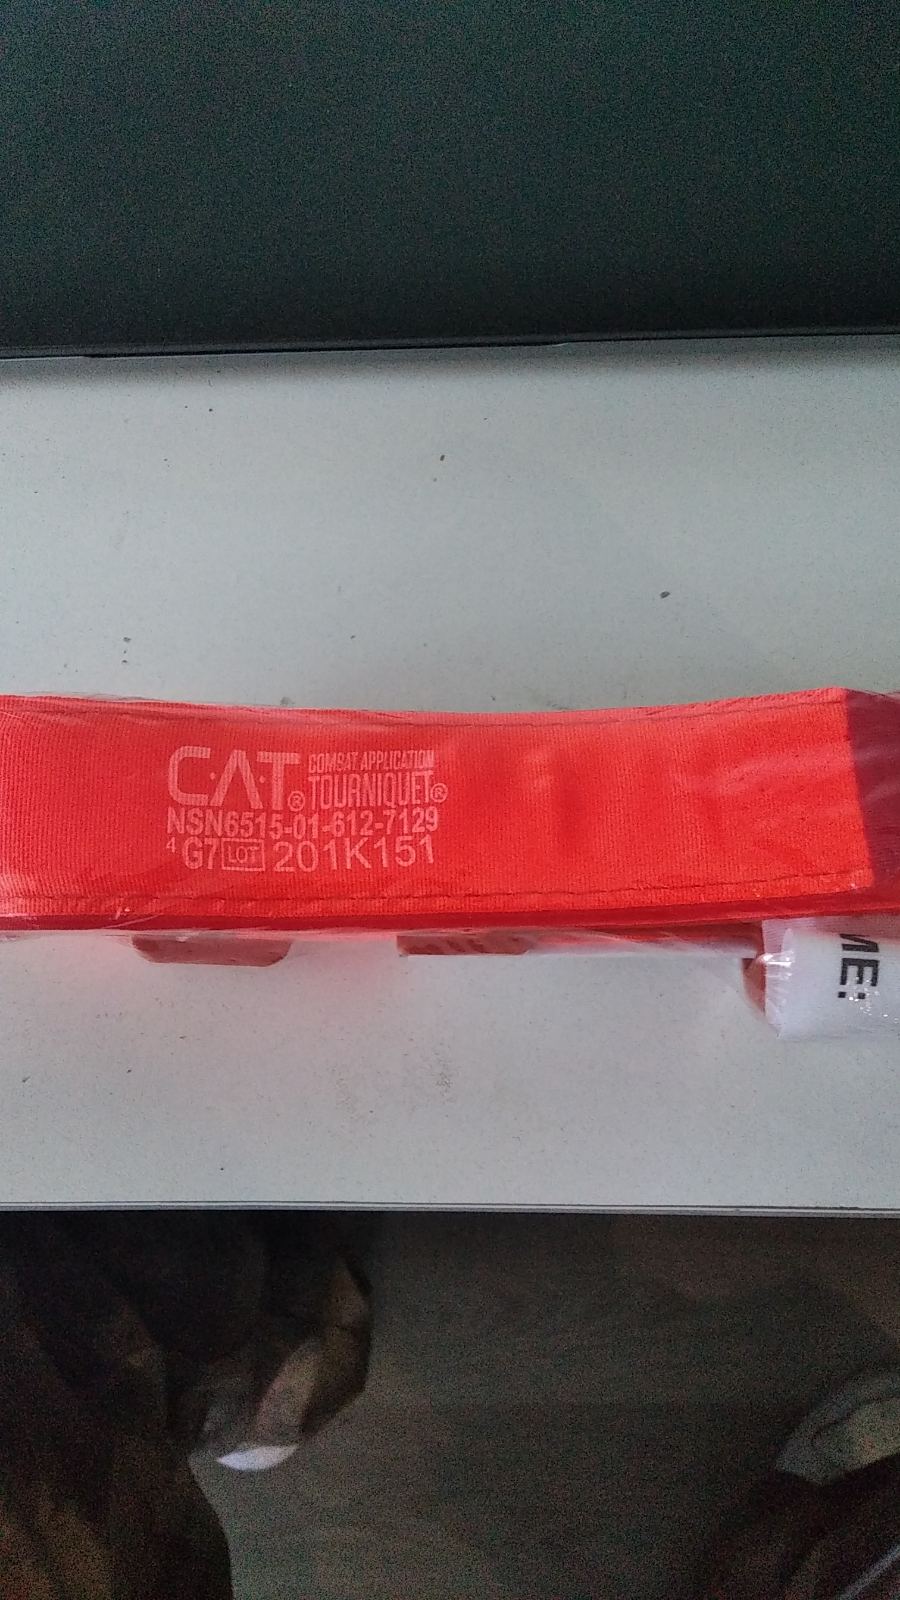 C·A·T® COMBAT APPLICATION
TOURNIQUET®
NSN6515-01-612-7129
4 G7 LOT 201K151
ME: